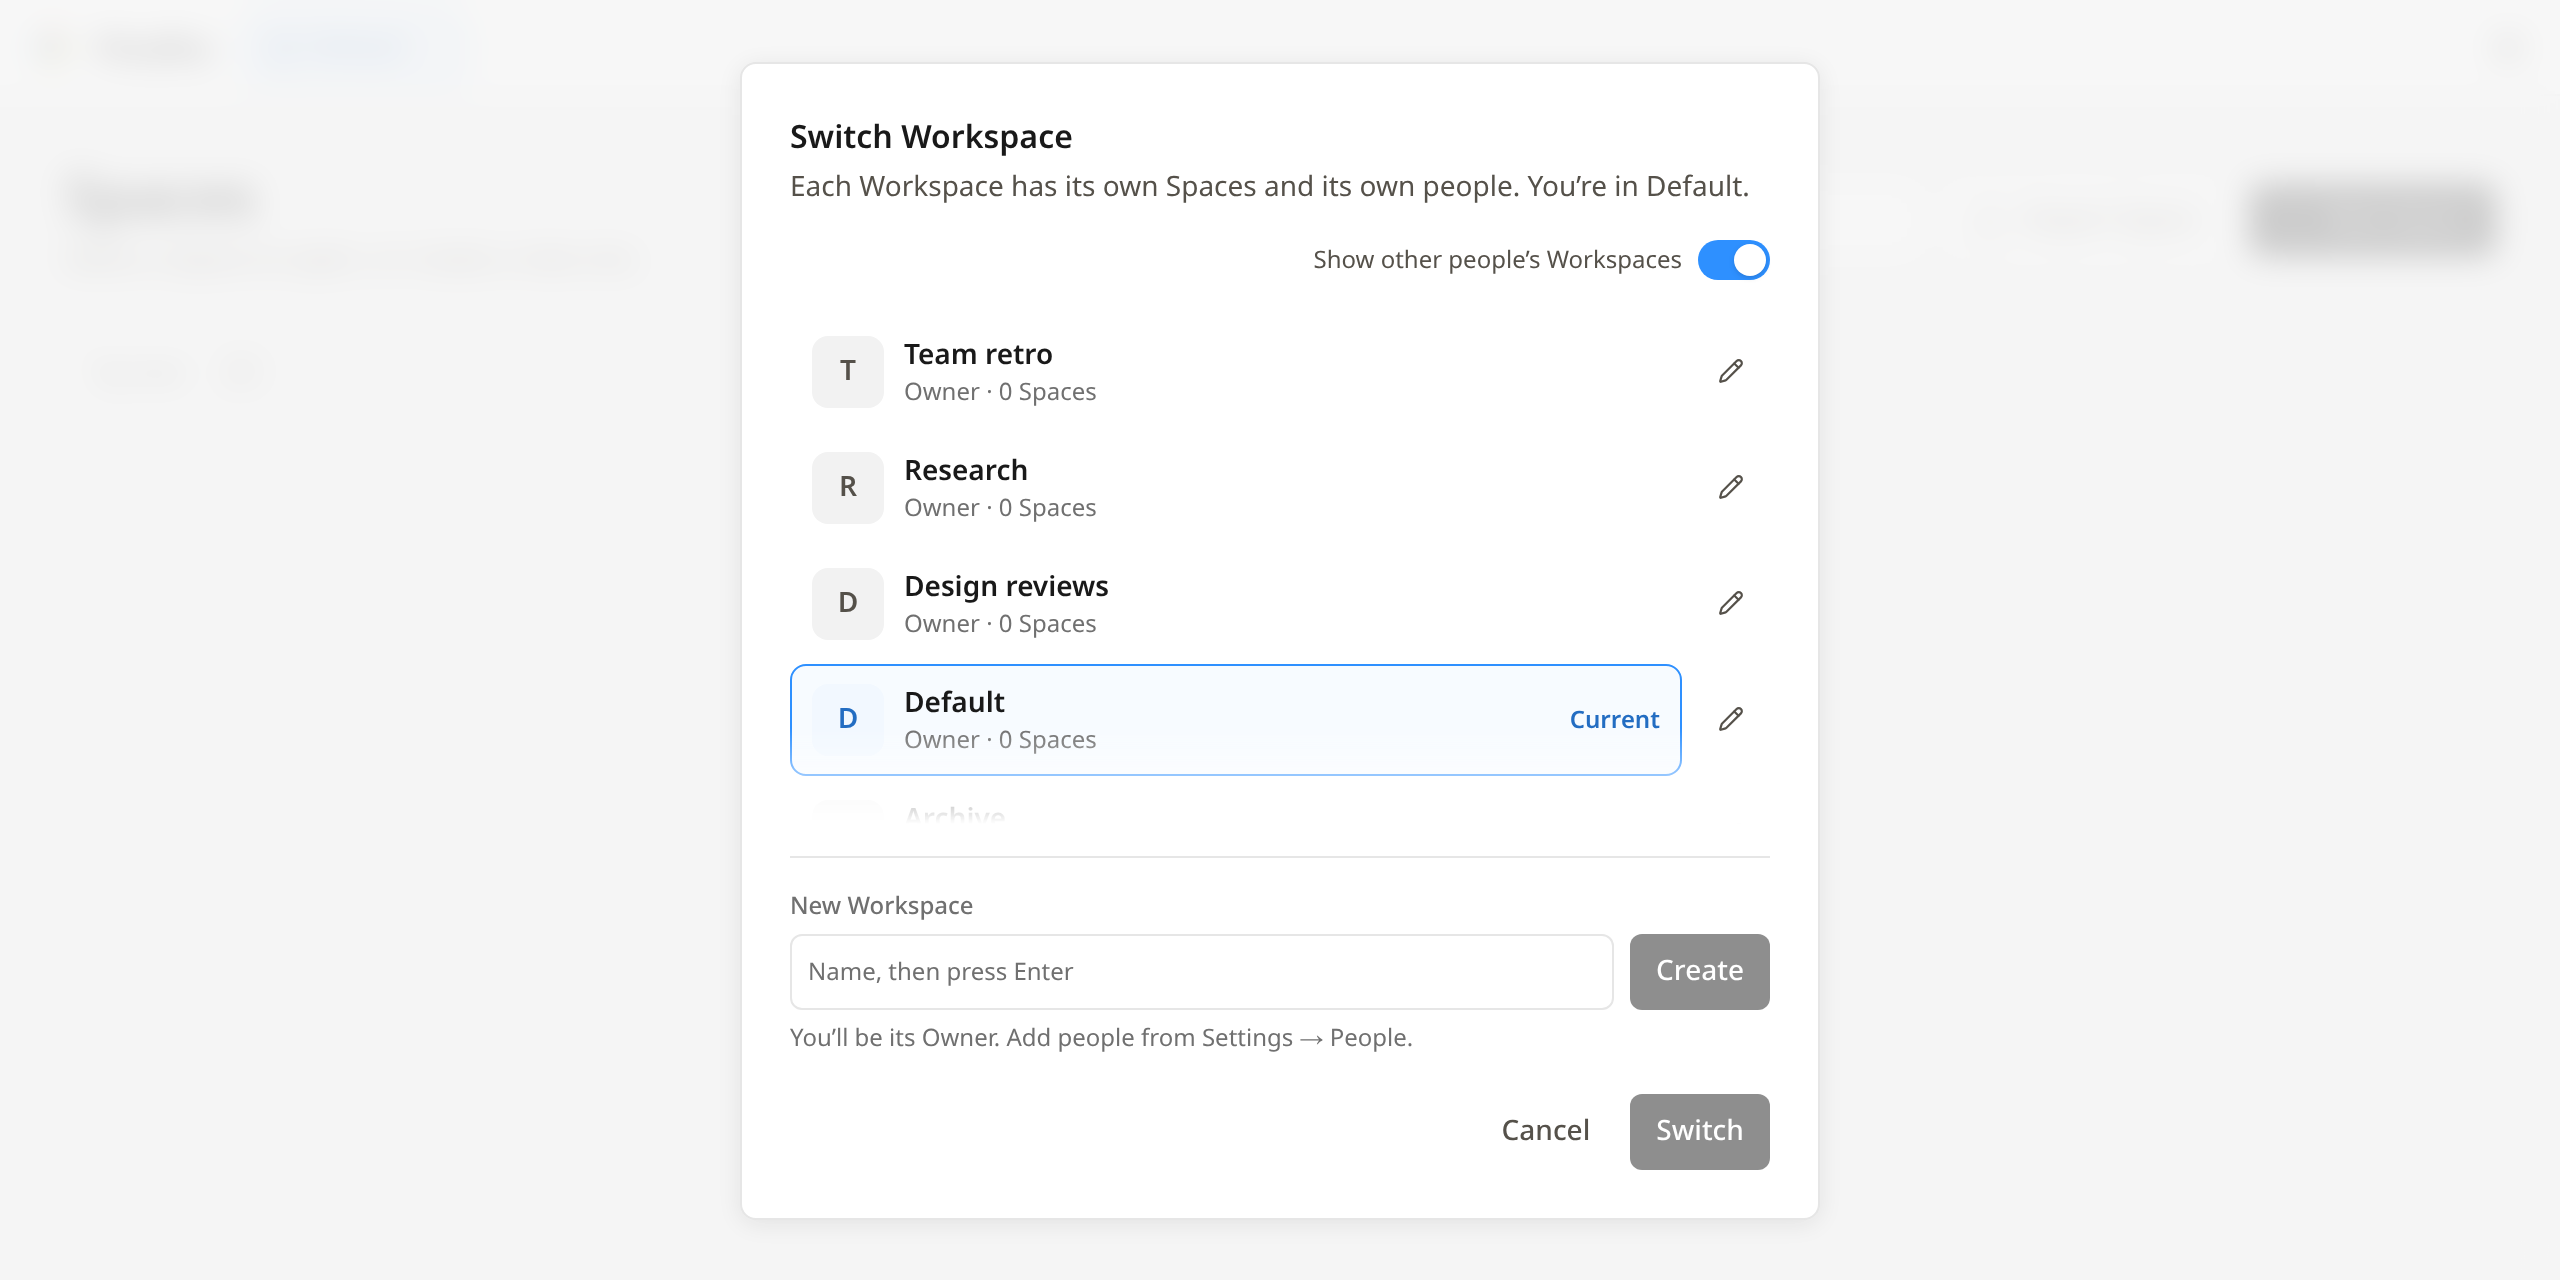 Switch Workspace
Each Workspace has its own Spaces and its own people. You’re in Default.
Show other people’s Workspaces
T
Team retro
Owner · 0 Spaces
R
Research
Owner · 0 Spaces
D
Design reviews
Owner · 0 Spaces
D
Default
Owner · 0 Spaces
Current
Archive
New Workspace
Name, then press Enter
Create
You’ll be its Owner. Add people from Settings → People.
Cancel
Switch